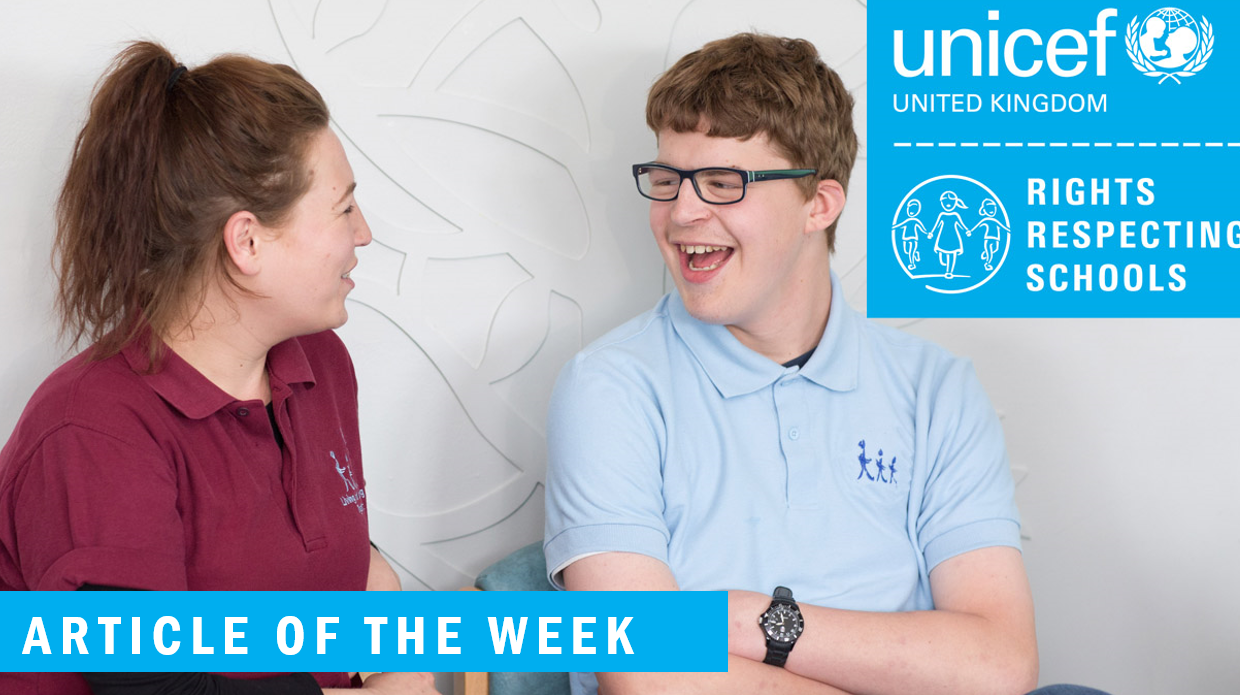 unicef
UNITED KINGDOM
RIGHTS
RESPECTING
SCHOOLS
ARTICLE OF THE WEEK